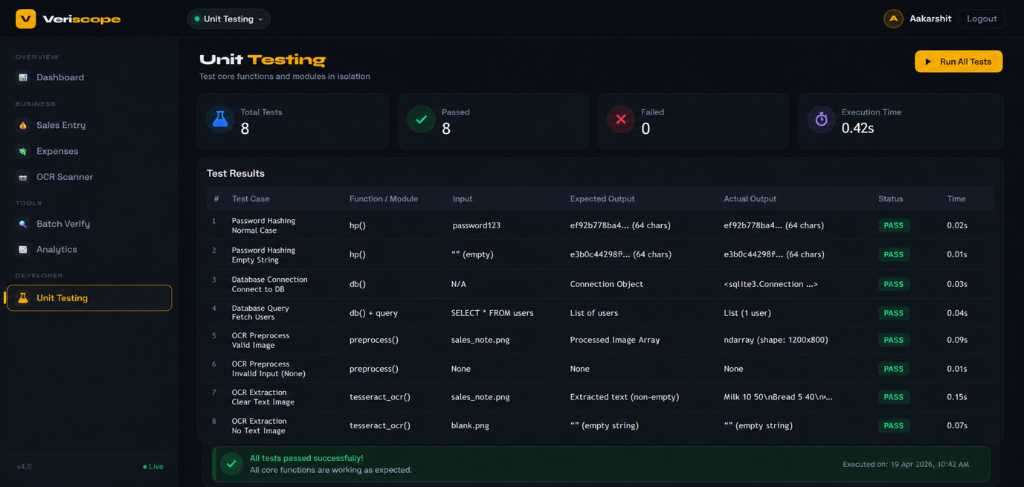 V Veriscope
Unit Testing
A Aakarshit Logout
OVERVIEW
Dashboard
BUSINESS
Sales Entry
Expenses
OCR Scanner
TOOLS
Batch Verify
Analytics
DEVELOPER
Unit Testing
v4.0 Live
Unit Testing
Test core functions and modules in isolation
Run All Tests
Total Tests
8
Passed
8
Failed
0
Execution Time
0.42s
Test Results
# Test Case Function / Module Input Expected Output Actual Output Status Time
1 Password Hashing
Normal Case hp() password123 ef92b778ba4... (64 chars) ef92b778ba4... (64 chars) PASS 0.02s
2 Password Hashing
Empty String hp() "" (empty) e3b0c44298f... (64 chars) e3b0c44298f... (64 chars) PASS 0.01s
3 Database Connection
Connect to DB db() N/A Connection Object <sqlite3.Connection ...> PASS 0.03s
4 Database Query
Fetch Users db() + query SELECT * FROM users List of users List (1 user) PASS 0.04s
5 OCR Preprocess
Valid Image preprocess() sales_note.png Processed Image Array ndarray (shape: 1200x800) PASS 0.09s
6 OCR Preprocess
Invalid Input (None) preprocess() None None None PASS 0.01s
7 OCR Extraction
Clear Text Image tesseract_ocr() sales_note.png Extracted text (non-empty) Milk 10 50\nBread 5 40\n... PASS 0.15s
8 OCR Extraction
No Text Image tesseract_ocr() blank.png "" (empty string) "" (empty string) PASS 0.07s
All tests passed successfully!
All core functions are working as expected.
Executed on: 19 Apr 2026, 10:42 AM